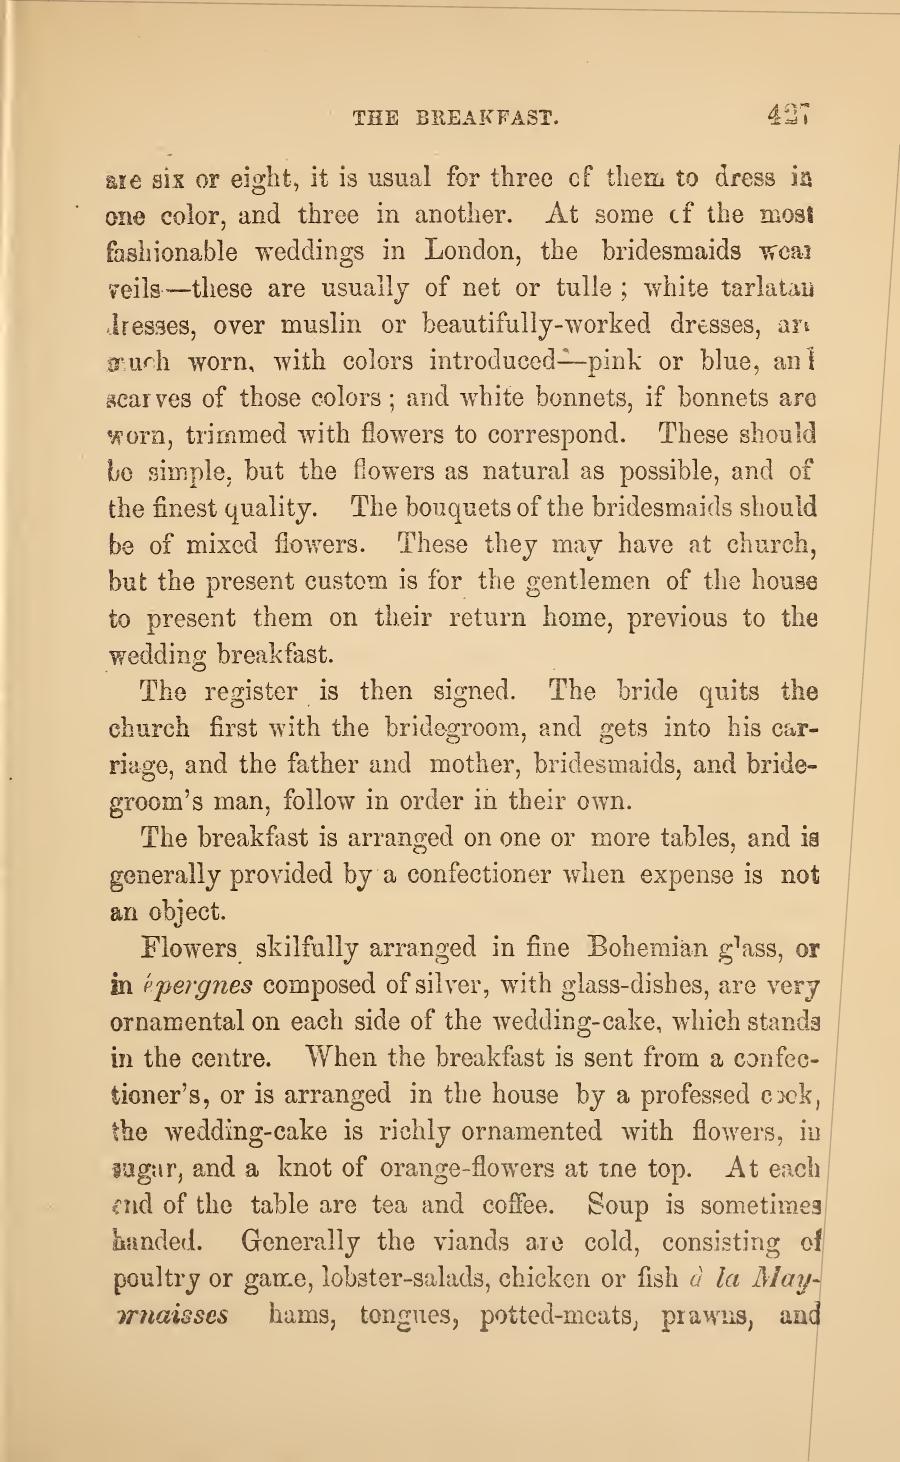 THE BREAKFAST. 427
are six or eight, it is usual for three of them to dress in
one color, and three in another. At some of the most
fashionable weddings in London, the bridesmaids wear
veils—these are usually of net or tulle; white tarlatan
dresses, over muslin or beautifully-worked dresses, are
much worn, with colors introduced—pink or blue, and
scarves of those colors; and white bonnets, if bonnets are
worn, trimmed with flowers to correspond. These should
be simple, but the flowers as natural as possible, and of
the finest quality. The bouquets of the bridesmaids should
be of mixed flowers. These they may have at church,
but the present custom is for the gentlemen of the house
to present them on their return home, previous to the
wedding breakfast.
The register is then signed. The bride quits the
church first with the bridegroom, and gets into his car-
riage, and the father and mother, bridesmaids, and bride-
groom's man, follow in order in their own.
The breakfast is arranged on one or more tables, and is
generally provided by a confectioner when expense is not
an object.
Flowers skilfully arranged in fine Bohemian glass, or
in épergnes composed of silver, with glass-dishes, are very
ornamental on each side of the wedding-cake, which stands
in the centre. When the breakfast is sent from a confec-
tioner's, or is arranged in the house by a professed cook,
the wedding-cake is richly ornamented with flowers, in
sugar, and a knot of orange-flowers at the top. At each
end of the table are tea and coffee. Soup is sometimes
handed. Generally the viands are cold, consisting of
poultry or game, lobster-salads, chicken or fish à la May-
hams, tongues, potted-meats, prawns, and